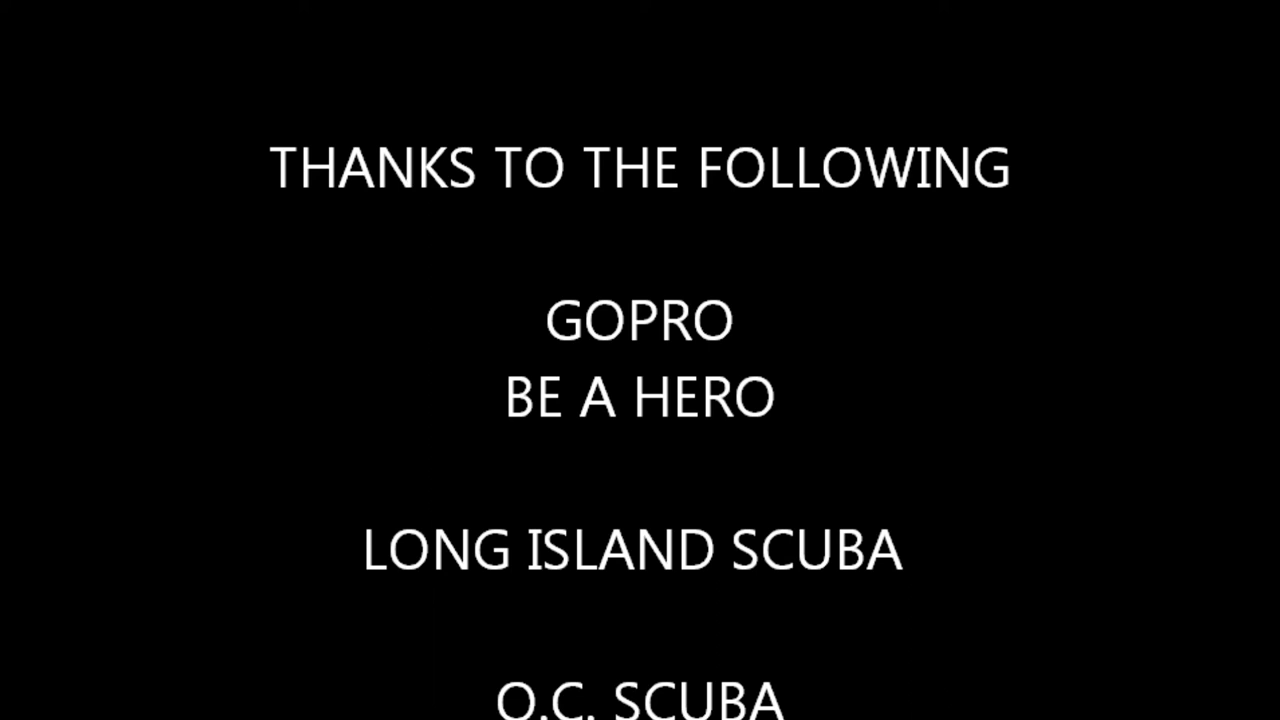 THANKS TO THE FOLLOWING
GOPRO
BE A HERO
LONG ISLAND SCUBA
O.C. SCUBA